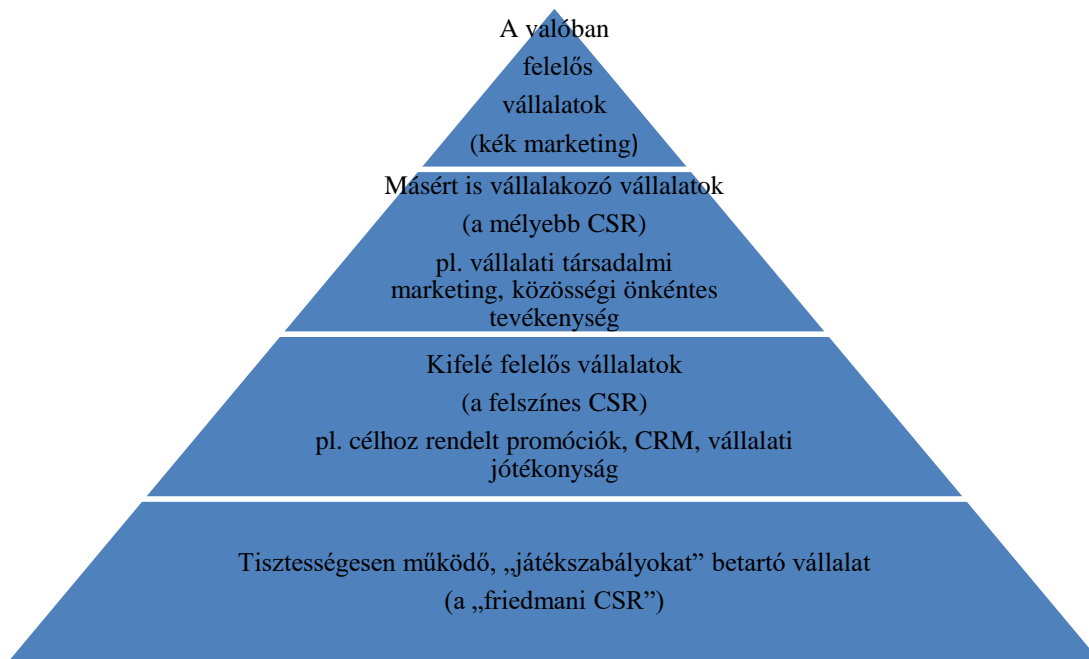 A valóban
felelős
vállalatok
(kék marketing)
Másért is vállalakozó vállalatok
(a mélyebb CSR)
pl. vállalati társadalmi
marketing, közösségi önkéntes
tevékenység
Kifelé felelős vállalatok
(a felszínes CSR)
pl. célhoz rendelt promóciók, CRM, vállalati
jótékonyság
Tisztességesen működő, „játékszabályokat” betartó vállalat
(a „friedmani CSR”)